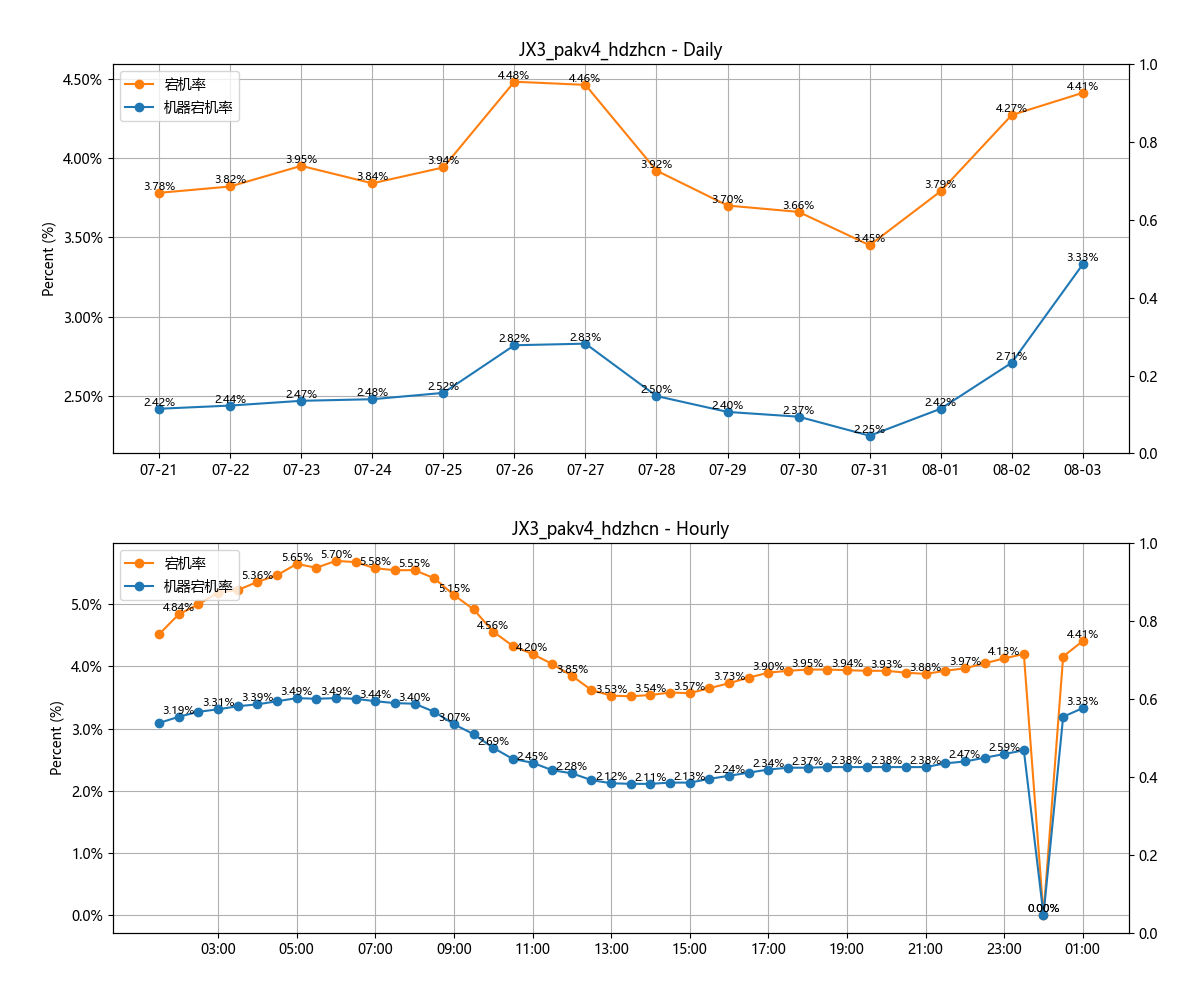 JX3_pakv4_hdzhcn - Daily
宕机率
机器宕机率
Percent (%)
4.50%
4.00%
3.50%
3.00%
2.50%
1.0
0.8
0.6
0.4
0.2
0.0
3.78% 3.82% 3.95% 3.84% 3.94% 4.48% 4.46% 3.92% 3.70% 3.66% 3.45% 3.79% 4.27% 4.41%
2.42% 2.44% 2.47% 2.48% 2.52% 2.82% 2.83% 2.50% 2.40% 2.37% 2.25% 2.42% 2.71% 3.33%
07-21 07-22 07-23 07-24 07-25 07-26 07-27 07-28 07-29 07-30 07-31 08-01 08-02 08-03
JX3_pakv4_hdzhcn - Hourly
宕机率
机器宕机率
Percent (%)
5.0%
4.0%
3.0%
2.0%
1.0%
0.0%
1.0
0.8
0.6
0.4
0.2
0.0
4.84% 5.36% 5.65% 5.70% 5.58% 5.55% 5.15% 4.56% 4.20% 3.85% 3.53% 3.54% 3.57% 3.73% 3.90% 3.95% 3.94% 3.93% 3.88% 3.97% 4.13% 0.00% 4.41%
3.19% 3.31% 3.39% 3.49% 3.49% 3.44% 3.40% 3.07% 2.69% 2.45% 2.28% 2.12% 2.11% 2.13% 2.24% 2.34% 2.37% 2.38% 2.38% 2.38% 2.47% 2.59% 0.00% 3.33%
03:00 05:00 07:00 09:00 11:00 13:00 15:00 17:00 19:00 21:00 23:00 01:00